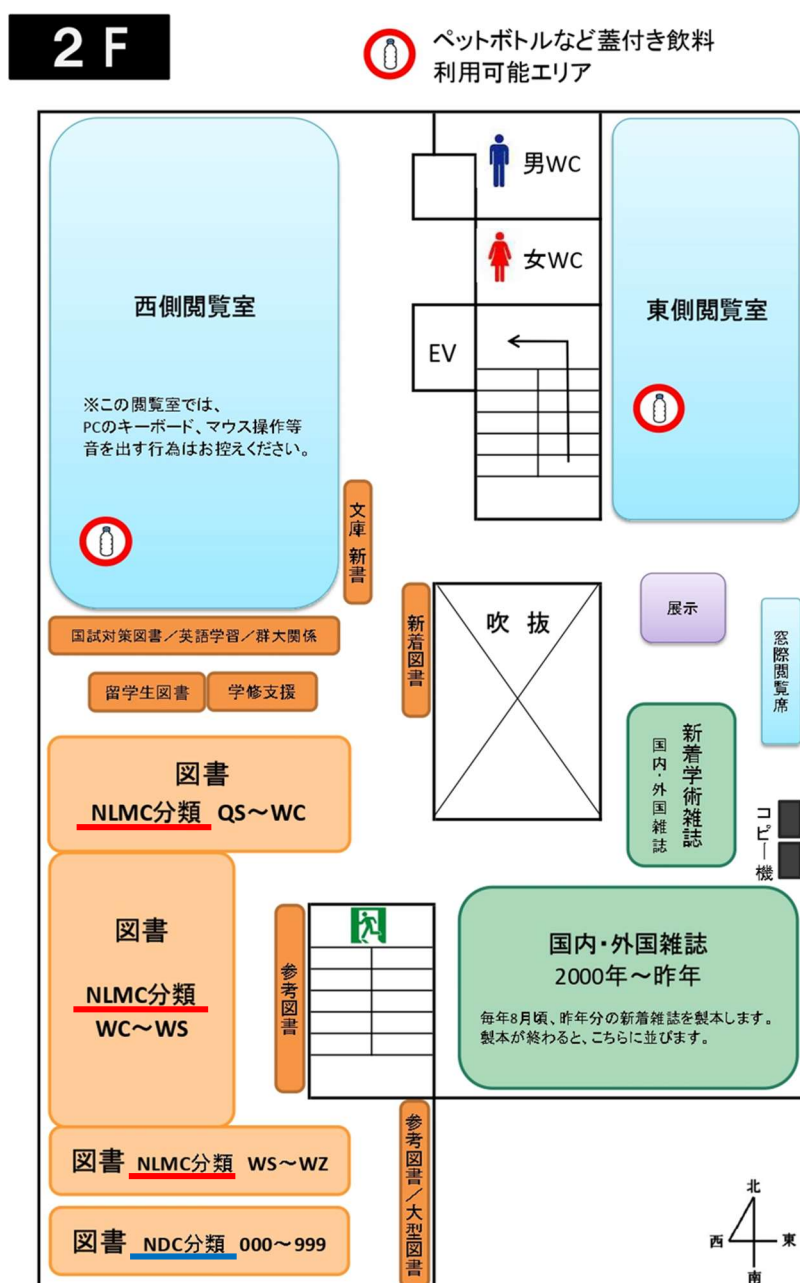 2F
ペットボトルなど蓋付き飲料
利用可能エリア
男WC
女WC
EV
西側閲覧室
※この閲覧室では、
PCのキーボード、マウス操作等
音を出す行為はお控えください。
東側閲覧室
文庫 新書
国試対策図書/英語学習/群大関係
留学生図書
学修支援
新着図書
吹抜
展示
窓際閲覧席
新着学術雑誌
国内・外国雑誌
コピー機
図書
NLMC分類 QS~WC
図書
NLMC分類
WC~WS
参考図書
国内・外国雑誌
2000年~昨年
毎年8月頃、昨年分の新着雑誌を製本します。
製本が終わると、こちらに並びます。
図書 NLMC分類 WS~WZ
図書 NDC分類 000~999
参考図書/大型図書
北
西
東
南